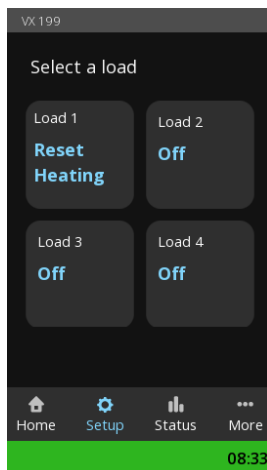 VX 199
Select a load
Load 1
Reset
Heating
Load 2
Off
Load 3
Off
Load 4
Off
Home Setup Status More
08:33